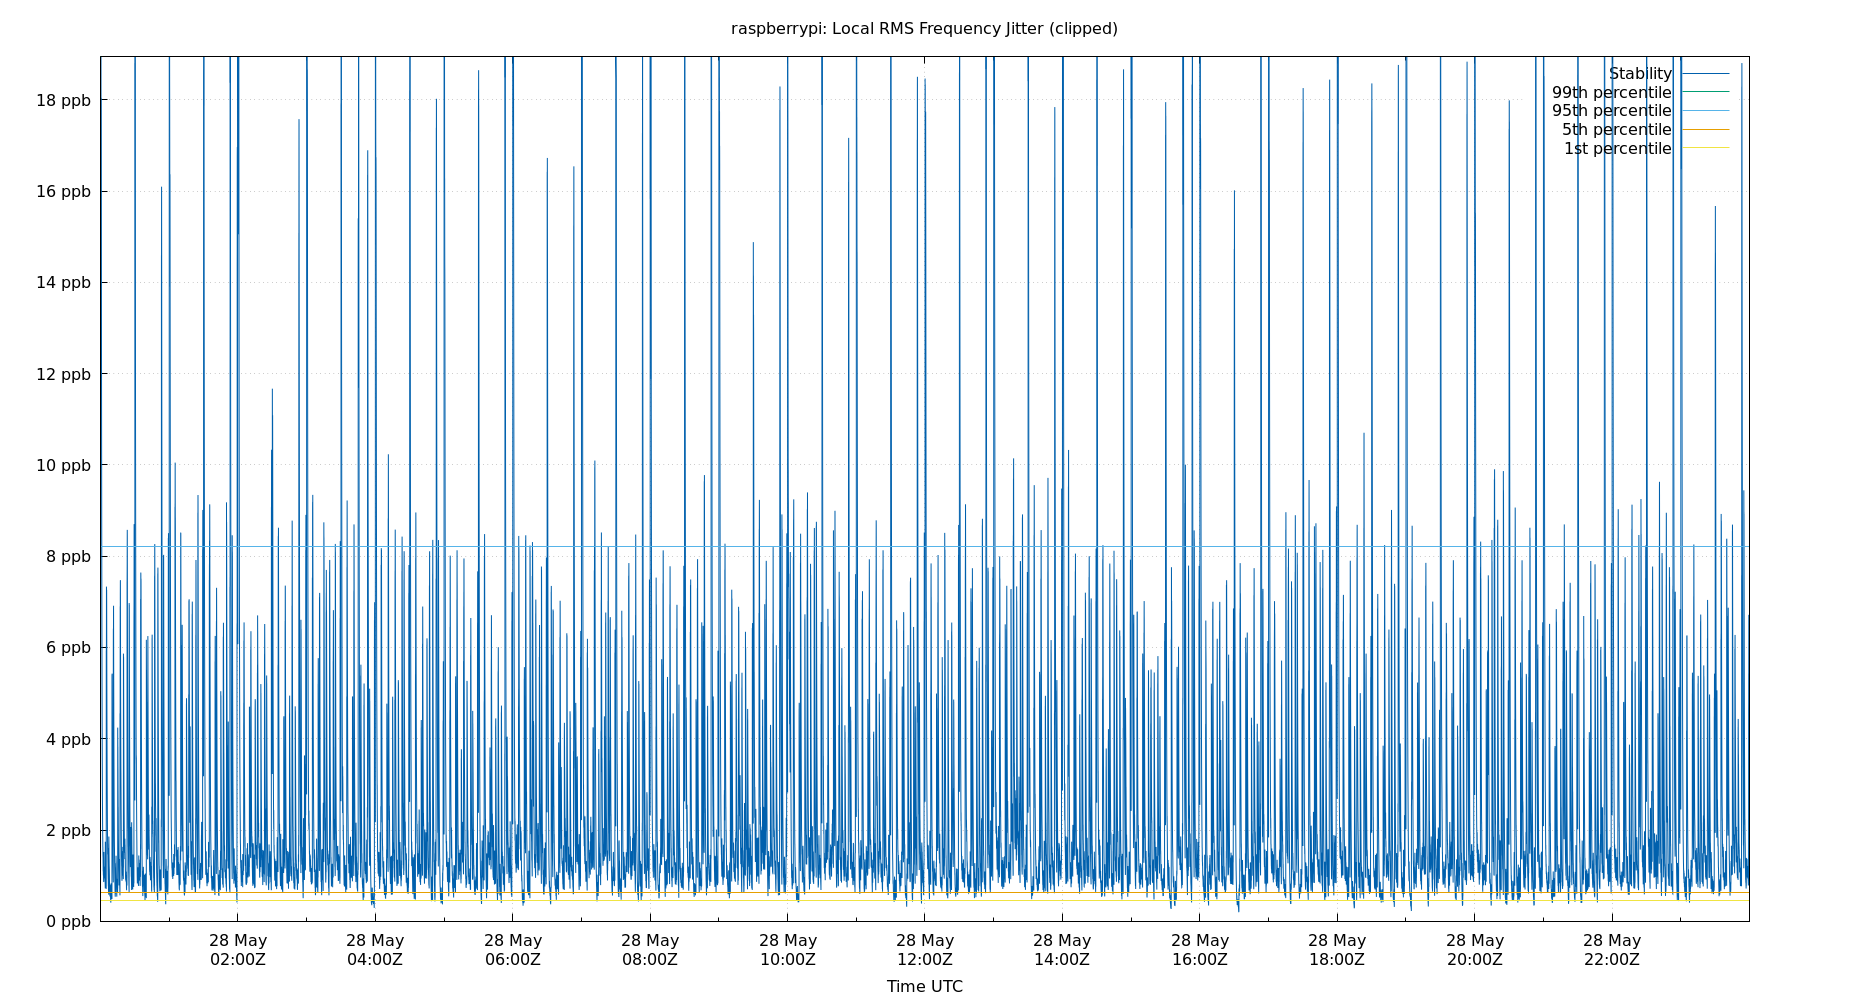 raspberrypi: Local RMS Frequency Jitter (clipped)
Stability
99th percentile
95th percentile
5th percentile
1st percentile
18 ppb
16 ppb
14 ppb
12 ppb
10 ppb
8 ppb
6 ppb
4 ppb
2 ppb
0 ppb
28 May 28 May 28 May 28 May 28 May 28 May 28 May 28 May 28 May 28 May 28 May
02:00Z 04:00Z 06:00Z 08:00Z 10:00Z 12:00Z 14:00Z 16:00Z 18:00Z 20:00Z 22:00Z
Time UTC